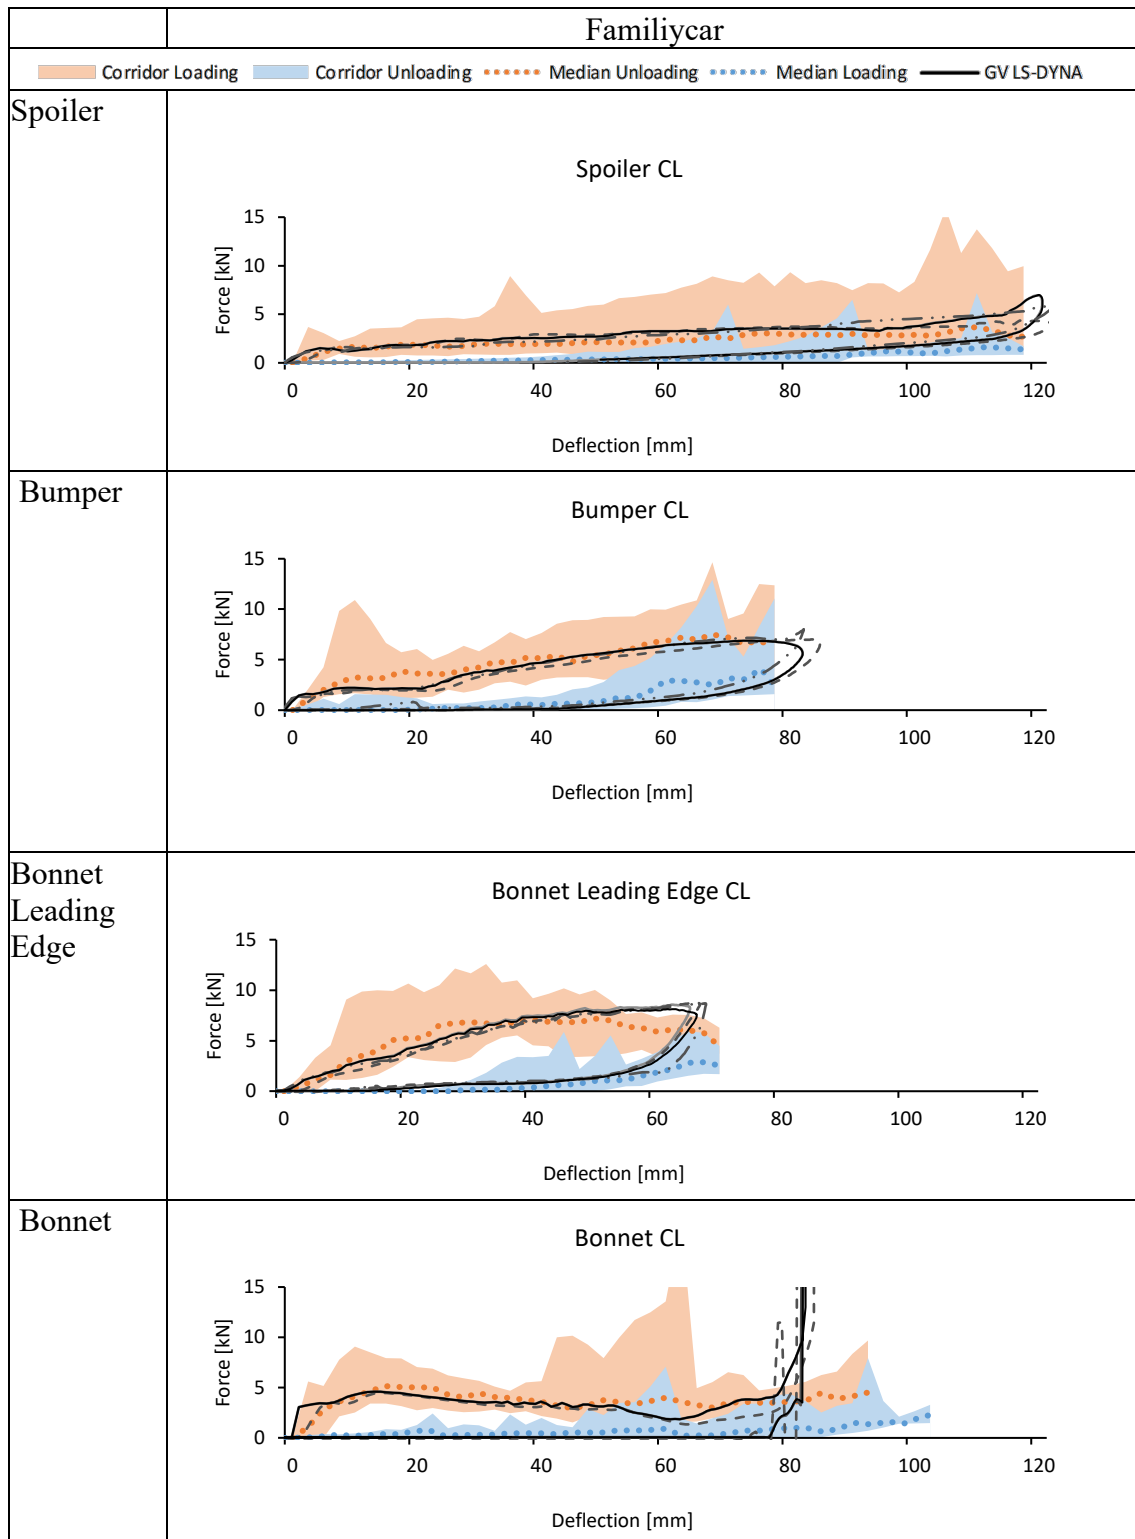 Familiycar
Corridor Loading Corridor Unloading Median Unloading Median Loading GV LS-DYNA
Spoiler
Spoiler CL
15
10
5
0
Force [kN]
0 20 40 60 80 100 120
Deflection [mm]
Bumper
Bumper CL
15
10
5
0
Force [kN]
0 20 40 60 80 100 120
Deflection [mm]
Bonnet
Leading
Edge
Bonnet Leading Edge CL
15
10
5
0
Force [kN]
0 20 40 60 80 100 120
Deflection [mm]
Bonnet
Bonnet CL
15
10
5
0
Force [kN]
0 20 40 60 80 100 120
Deflection [mm]